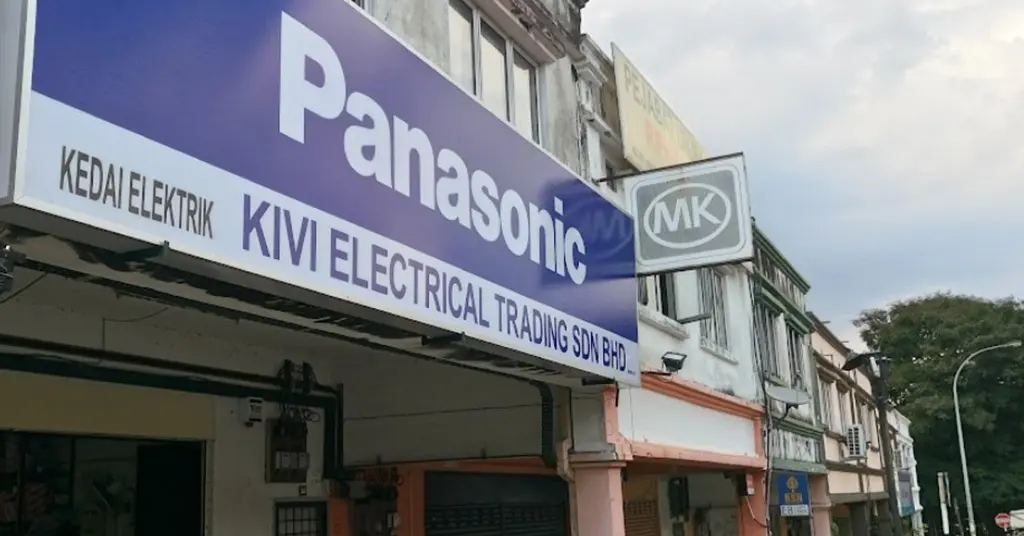 Panasonic
KEDAI ELEKTRIK
KIVI ELECTRICAL TRADING SDN BHD
MK